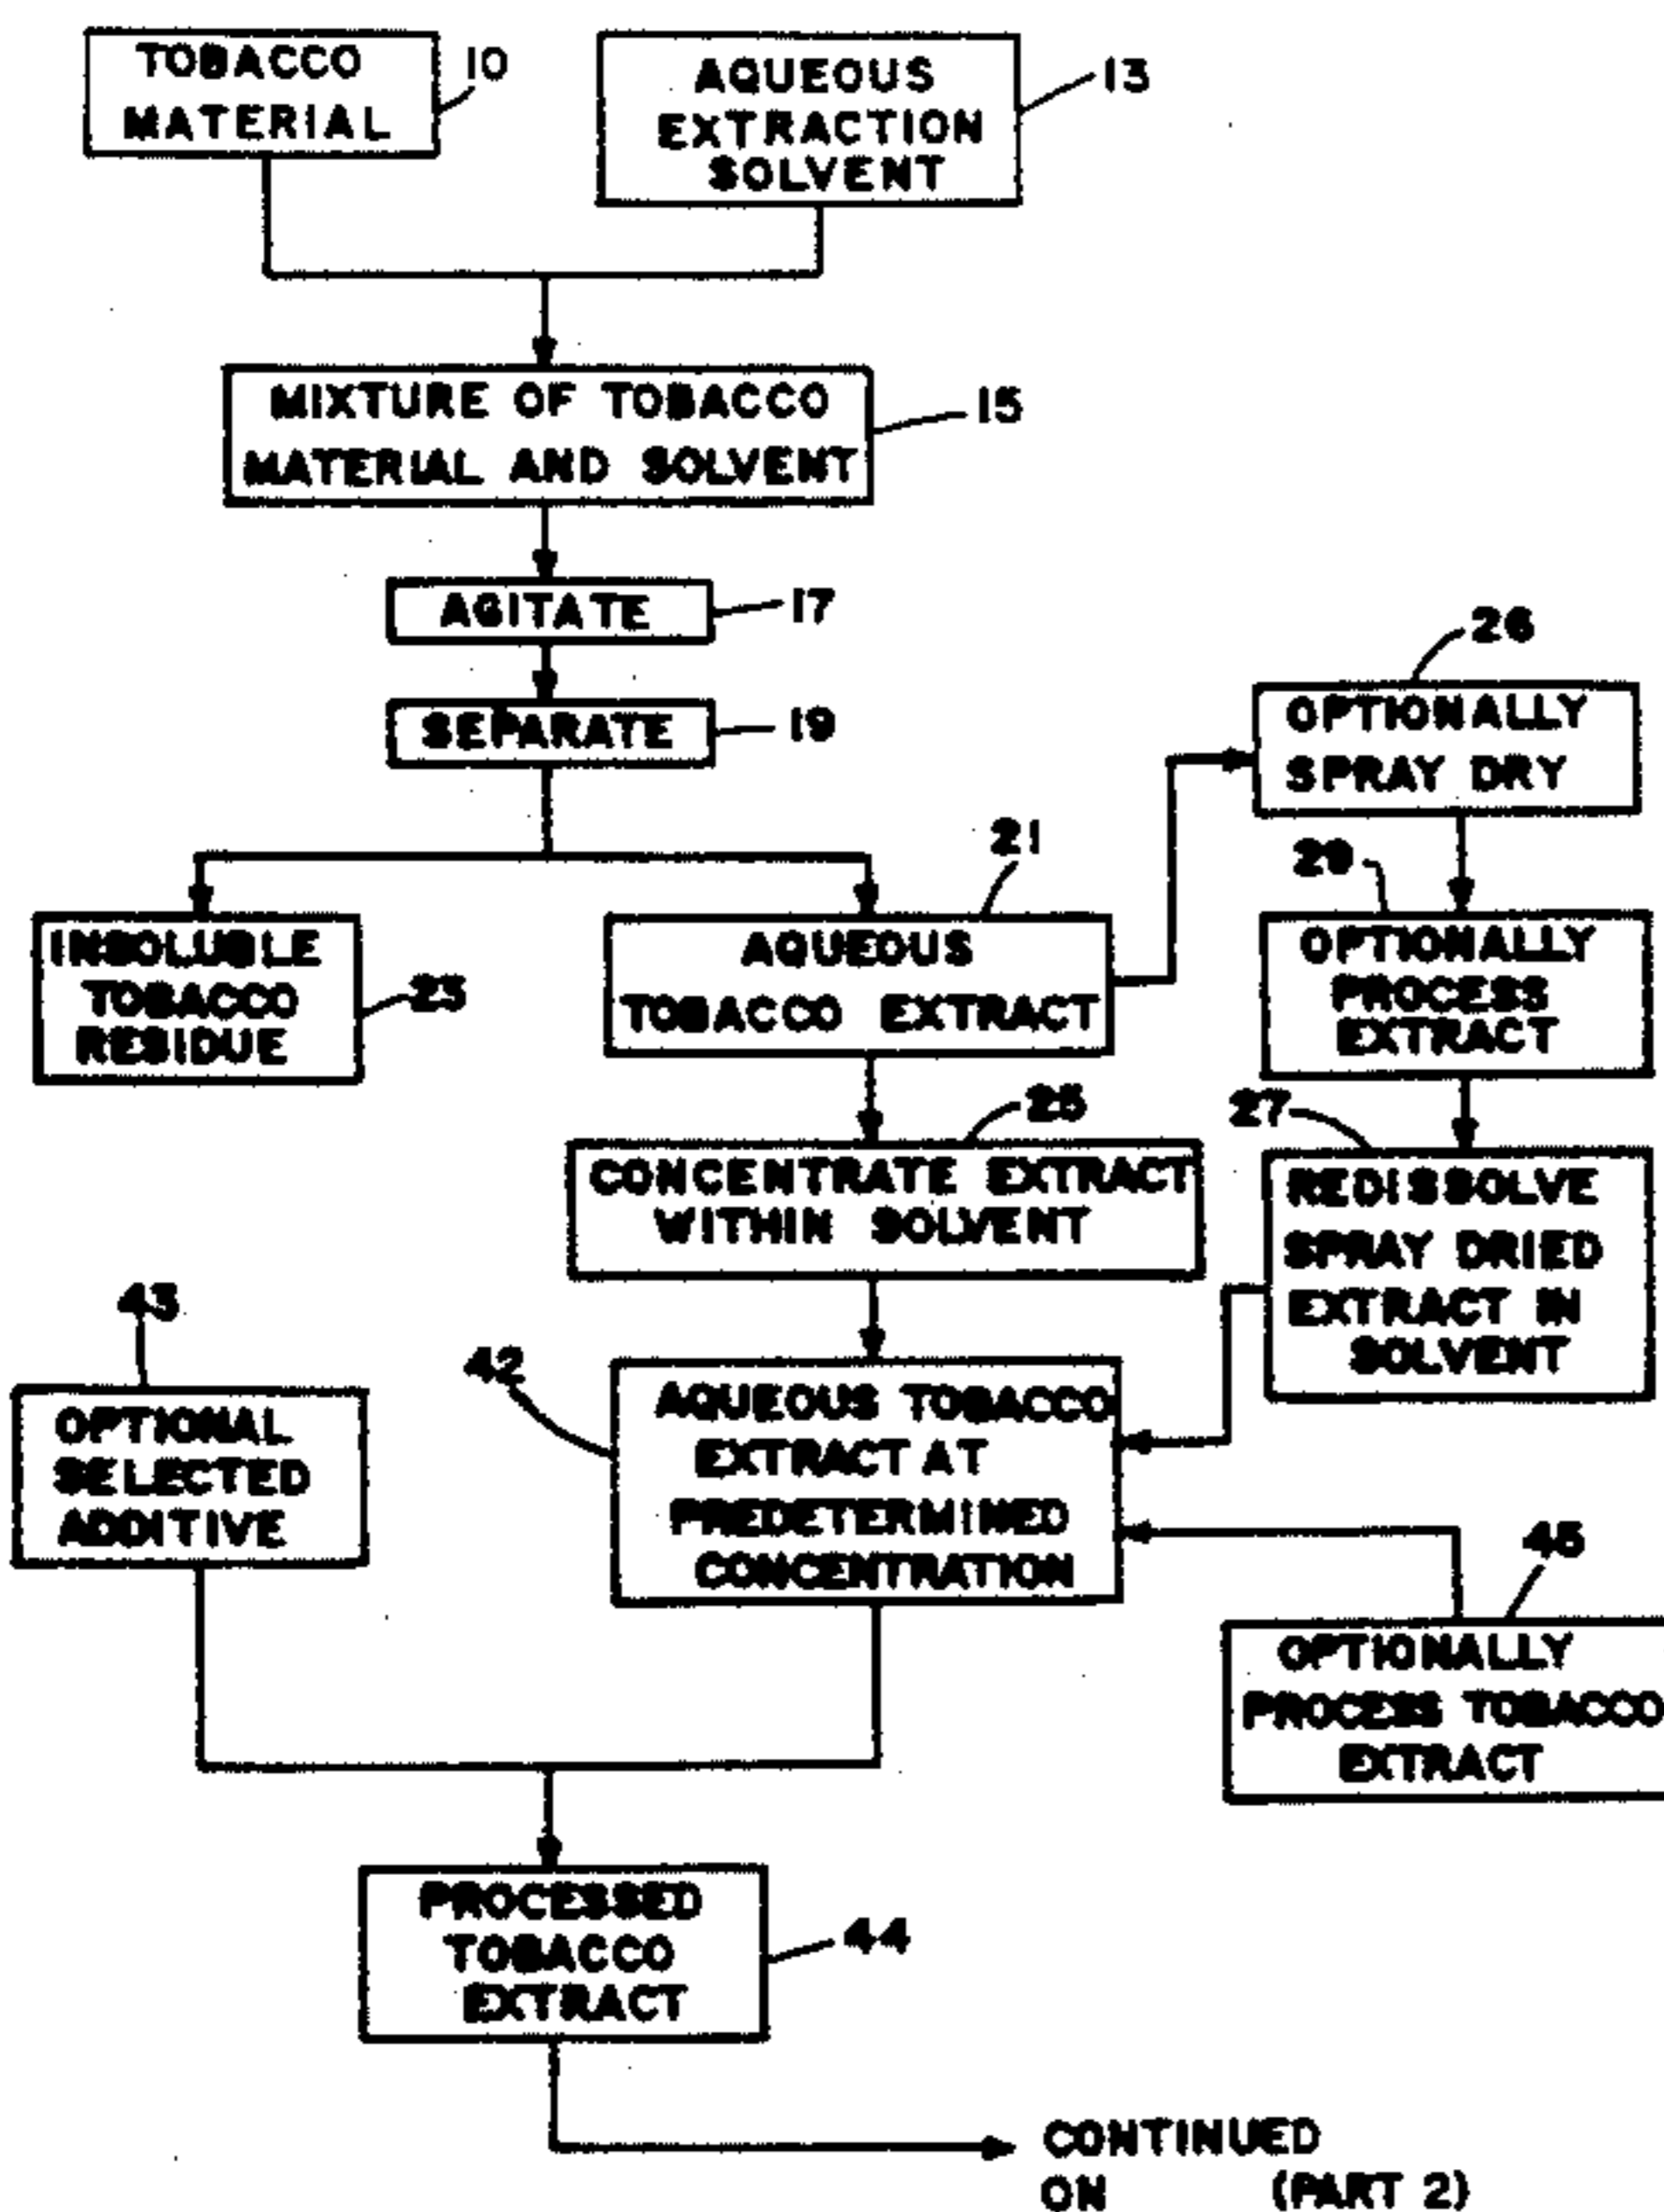 TOBACCO
MATERIAL
10
AQUEOUS
EXTRACTION
SOLVENT
13
MIXTURE OF TOBACCO
MATERIAL AND SOLVENT
15
AGITATE
17
SEPARATE
19
26
OPTIONALLY
SPRAY DRY
21
AQUEOUS
TOBACCO EXTRACT
INSOLUBLE
TOBACCO
RESIDUE
23
29
OPTIONALLY
PROCESS
EXTRACT
25
CONCENTRATE EXTRACT
WITHIN SOLVENT
27
REDISSOLVE
SPRAY DRIED
EXTRACT IN
SOLVENT
43
OPTIONAL
SELECTED
ADDITIVE
42
AQUEOUS TOBACCO
EXTRACT AT
PREDETERMINED
CONCENTRATION
45
OPTIONALLY
PROCESS TOBACCO
EXTRACT
PROCESSED
TOBACCO
EXTRACT
44
CONTINUED
ON (PART 2)